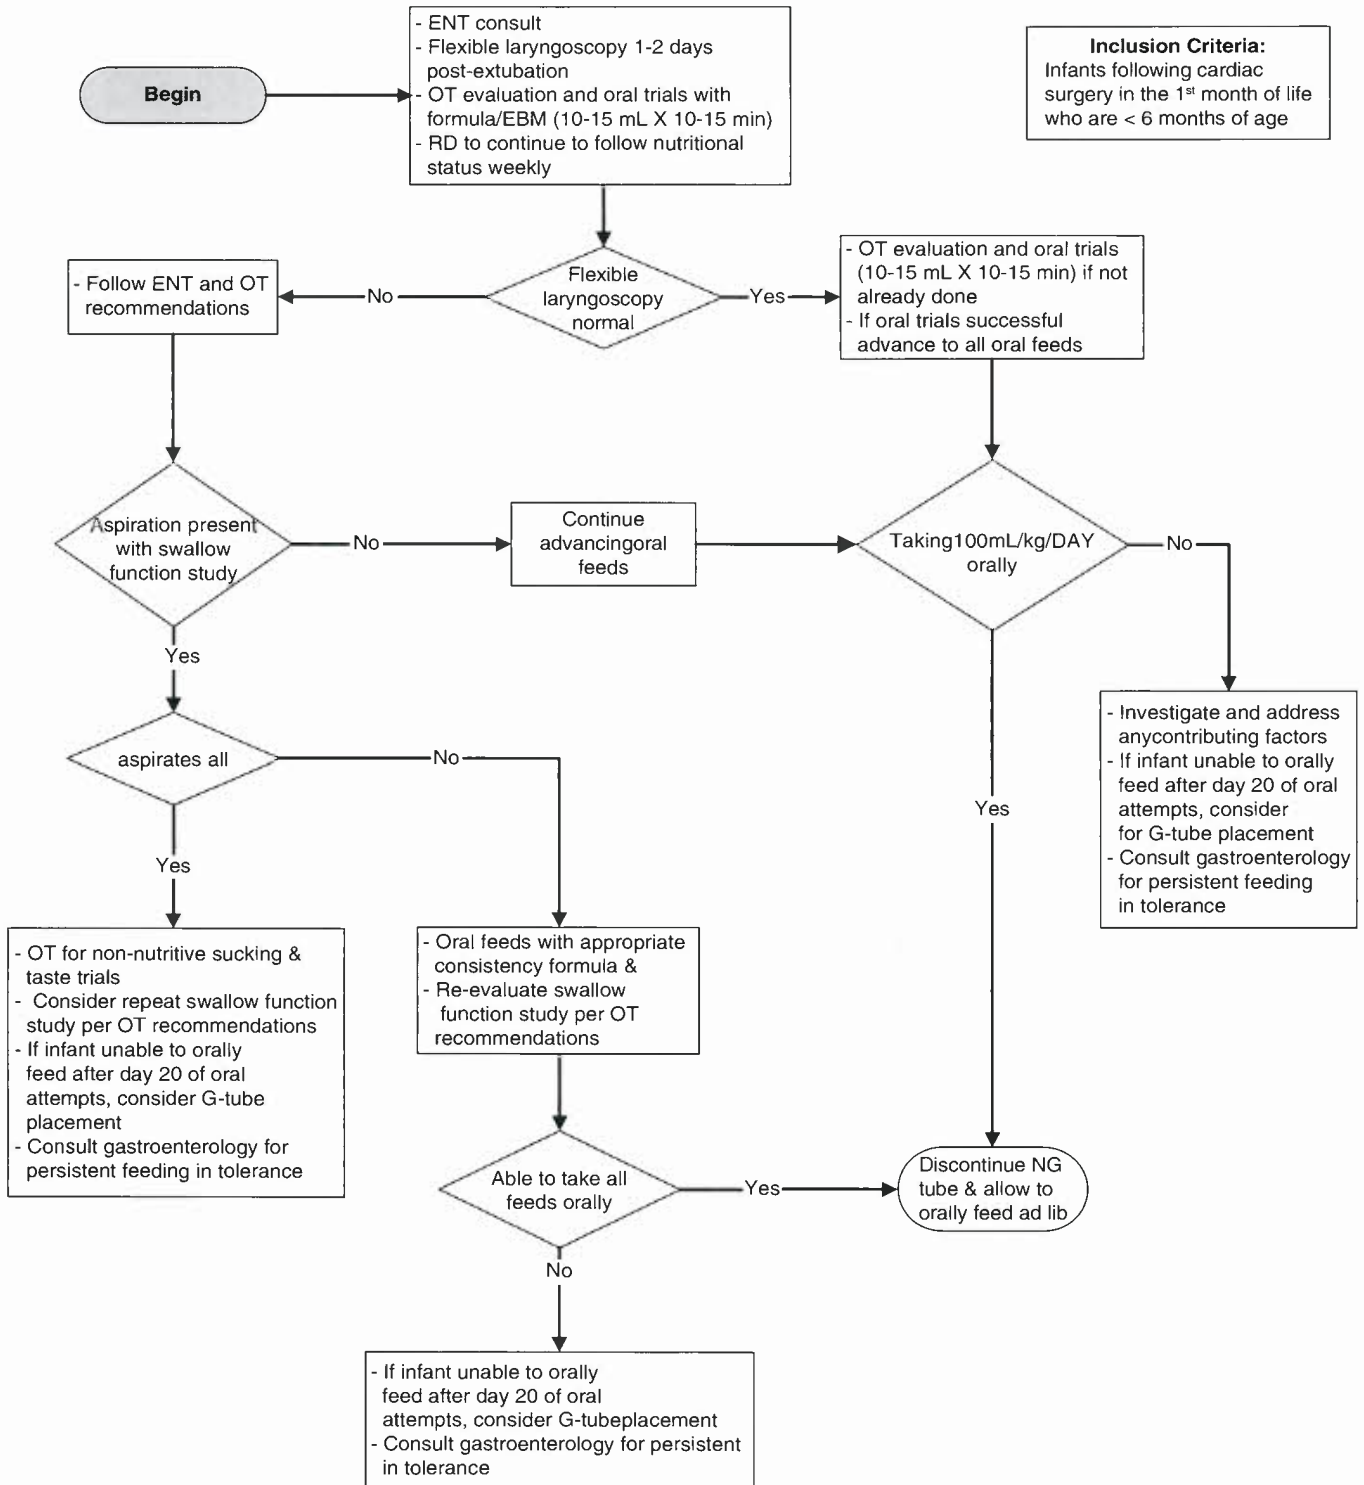 - ENT consult
- Flexible laryngoscopy 1-2 days
post-extubation
- OT evaluation and oral trials with
formula/EBM (10-15 mL X 10-15 min)
- RD to continue to follow nutritional
status weekly
Inclusion Criteria:
Infants following cardiac
surgery in the 1st month of life
who are < 6 months of age
Begin
- Follow ENT and OT
recommendations
No
Flexible
laryngoscopy
normal
Yes
- OT evaluation and oral trials
(10-15 mL X 10-15 min) if not
already done
- If oral trials successful
advance to all oral feeds
Aspiration present
with swallow
function study
No
Continue
advancingoral
feeds
Taking100mL/kg/DAY
orally
No
Yes
aspirates all
No
Yes
- Investigate and address
anycontributing factors
- If infant unable to orally
feed after day 20 of oral
attempts, consider
for G-tube placement
- Consult gastroenterology
for persistent feeding
in tolerance
Yes
- OT for non-nutritive sucking &
taste trials
- Consider repeat swallow function
study per OT recommendations
- If infant unable to orally
feed after day 20 of oral
attempts, consider G-tube
placement
- Consult gastroenterology for
persistent feeding in tolerance
- Oral feeds with appropriate
consistency formula &
- Re-evaluate swallow
function study per OT
recommendations
Able to take all
feeds orally
Yes
Discontinue NG
tube & allow to
orally feed ad lib
No
- If infant unable to orally
feed after day 20 of oral
attempts, consider G-tubeplacement
- Consult gastroenterology for persistent
in tolerance